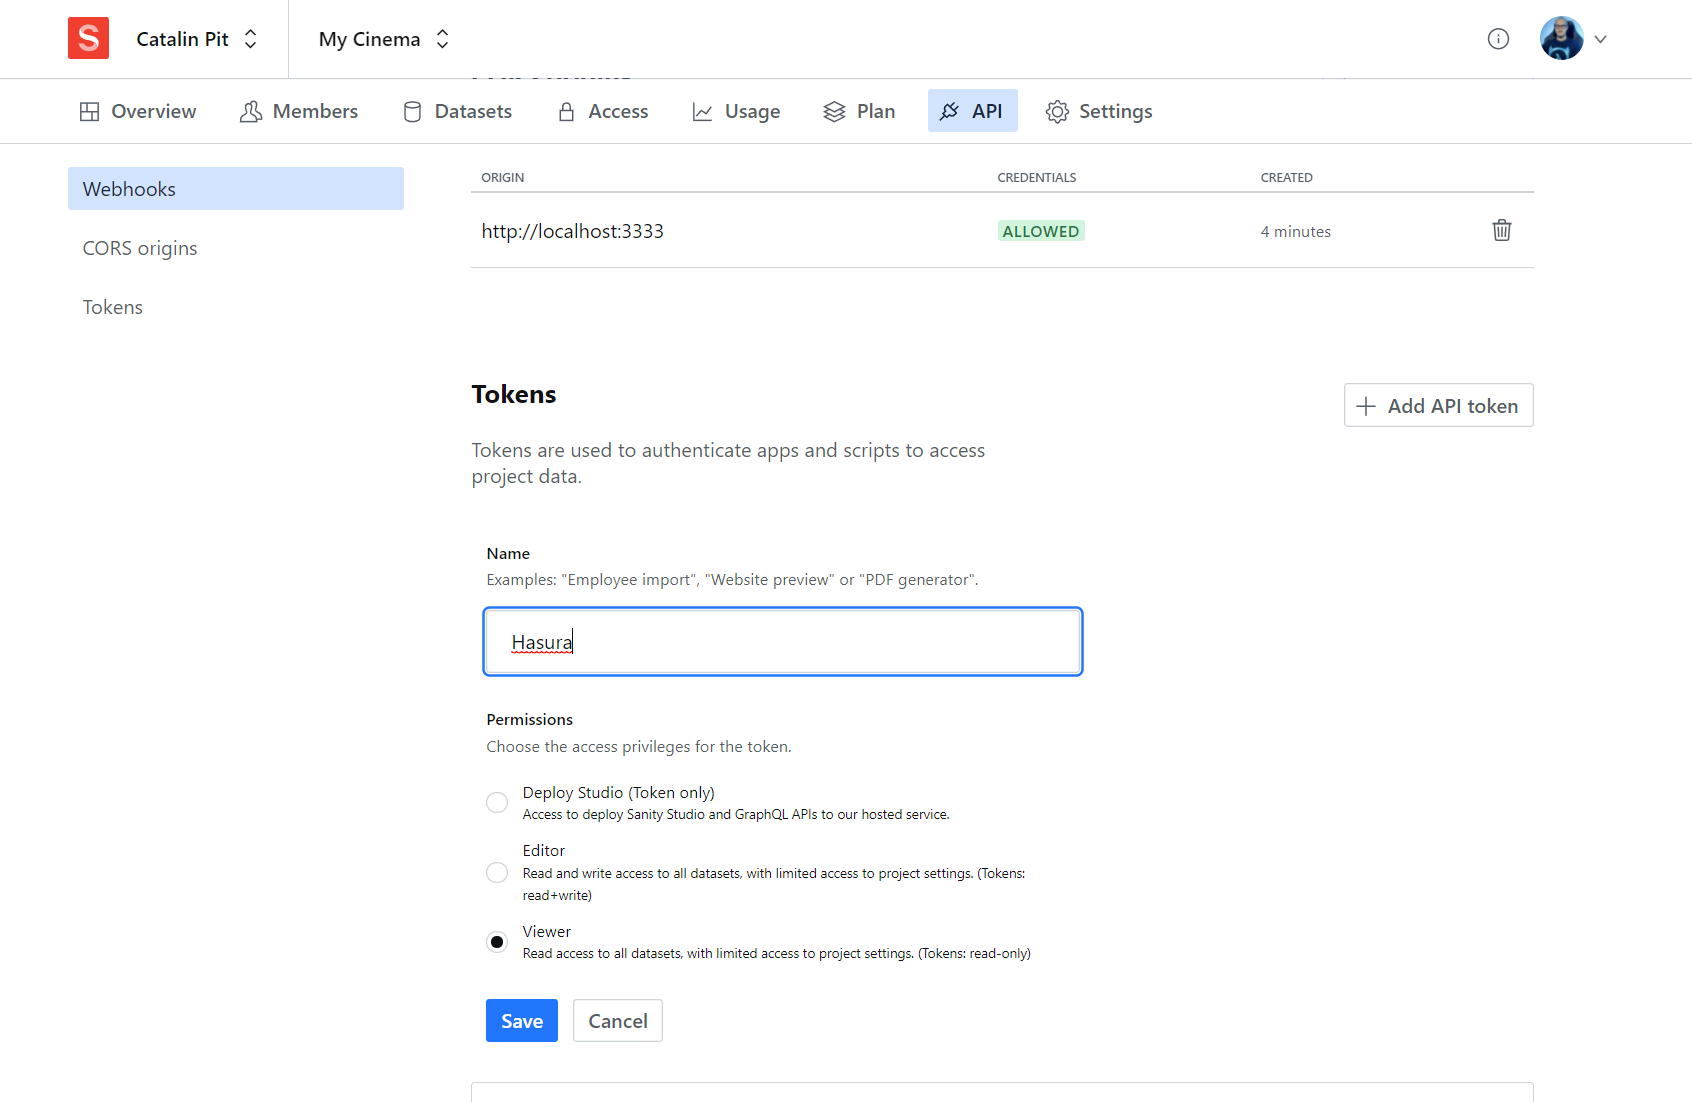 S
Catalin Pit
My Cinema
Overview
Members
Datasets
Access
Usage
Plan
API
Settings
Webhooks
CORS origins
Tokens
ORIGIN CREDENTIALS CREATED
http://localhost:3333 ALLOWED 4 minutes
Tokens
Add API token
Tokens are used to authenticate apps and scripts to access
project data.
Name
Examples: "Employee import", "Website preview" or "PDF generator".
Hasura
Permissions
Choose the access privileges for the token.
Deploy Studio (Token only)
Access to deploy Sanity Studio and GraphQL APIs to our hosted service.
Editor
Read and write access to all datasets, with limited access to project settings. (Tokens:
read+write)
Viewer
Read access to all datasets, with limited access to project settings. (Tokens: read-only)
Save
Cancel